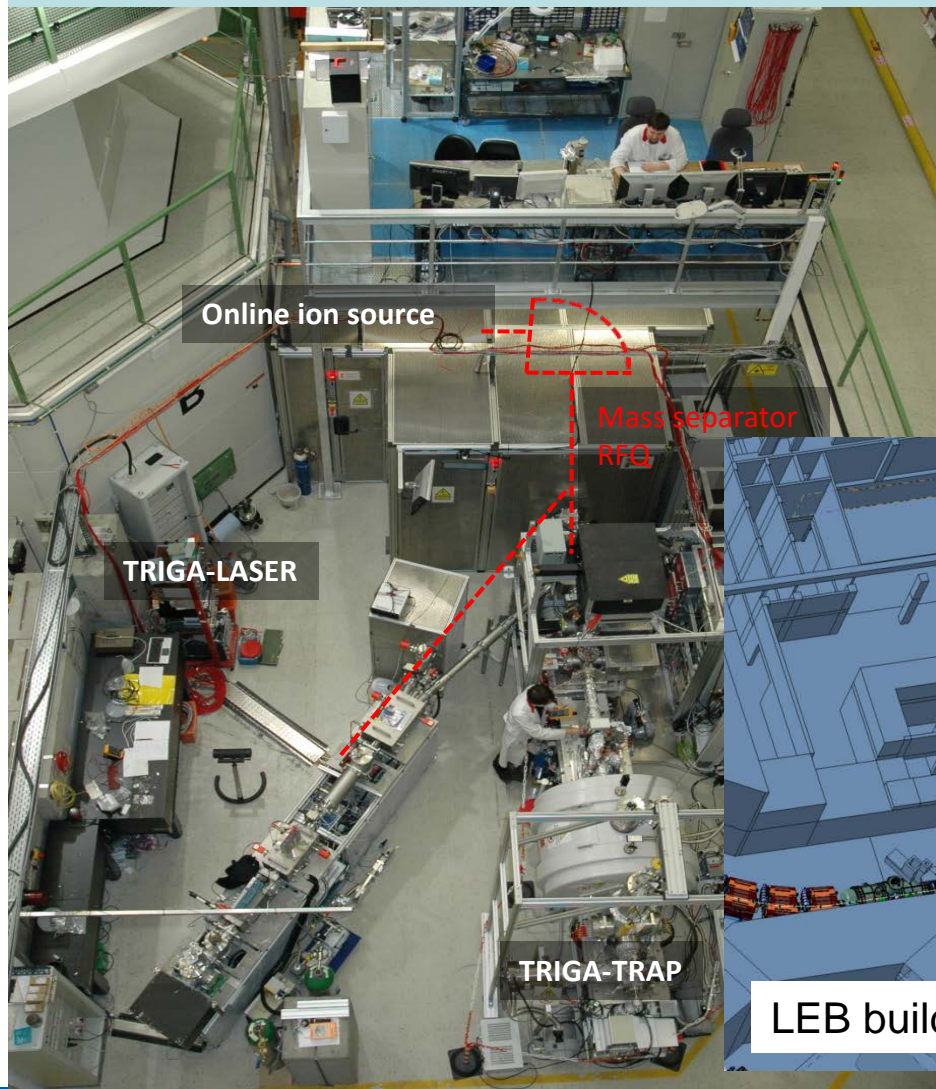 Online ion source
Mass separator
RFQ
TRIGA-LASER
TRIGA-TRAP
LEB build